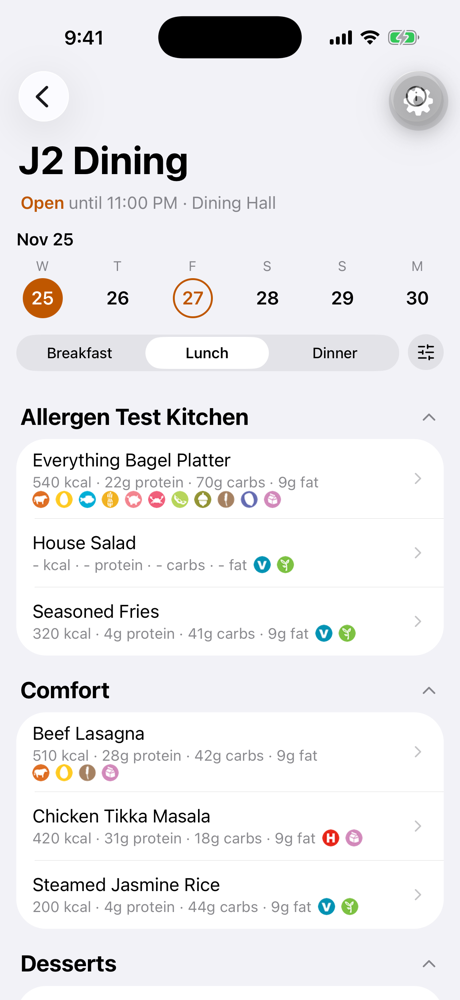 9:41
J2 Dining
Open until 11:00 PM · Dining Hall
Nov 25
W T F S S M
25 26 27 28 29 30
Breakfast Lunch Dinner
Allergen Test Kitchen
Everything Bagel Platter
540 kcal · 22g protein · 70g carbs · 9g fat
House Salad
- kcal · - protein · - carbs · - fat V
Seasoned Fries
320 kcal · 4g protein · 41g carbs · 9g fat V
Comfort
Beef Lasagna
510 kcal · 28g protein · 42g carbs · 9g fat
Chicken Tikka Masala
420 kcal · 31g protein · 18g carbs · 9g fat H
Steamed Jasmine Rice
200 kcal · 4g protein · 44g carbs · 9g fat V
Desserts